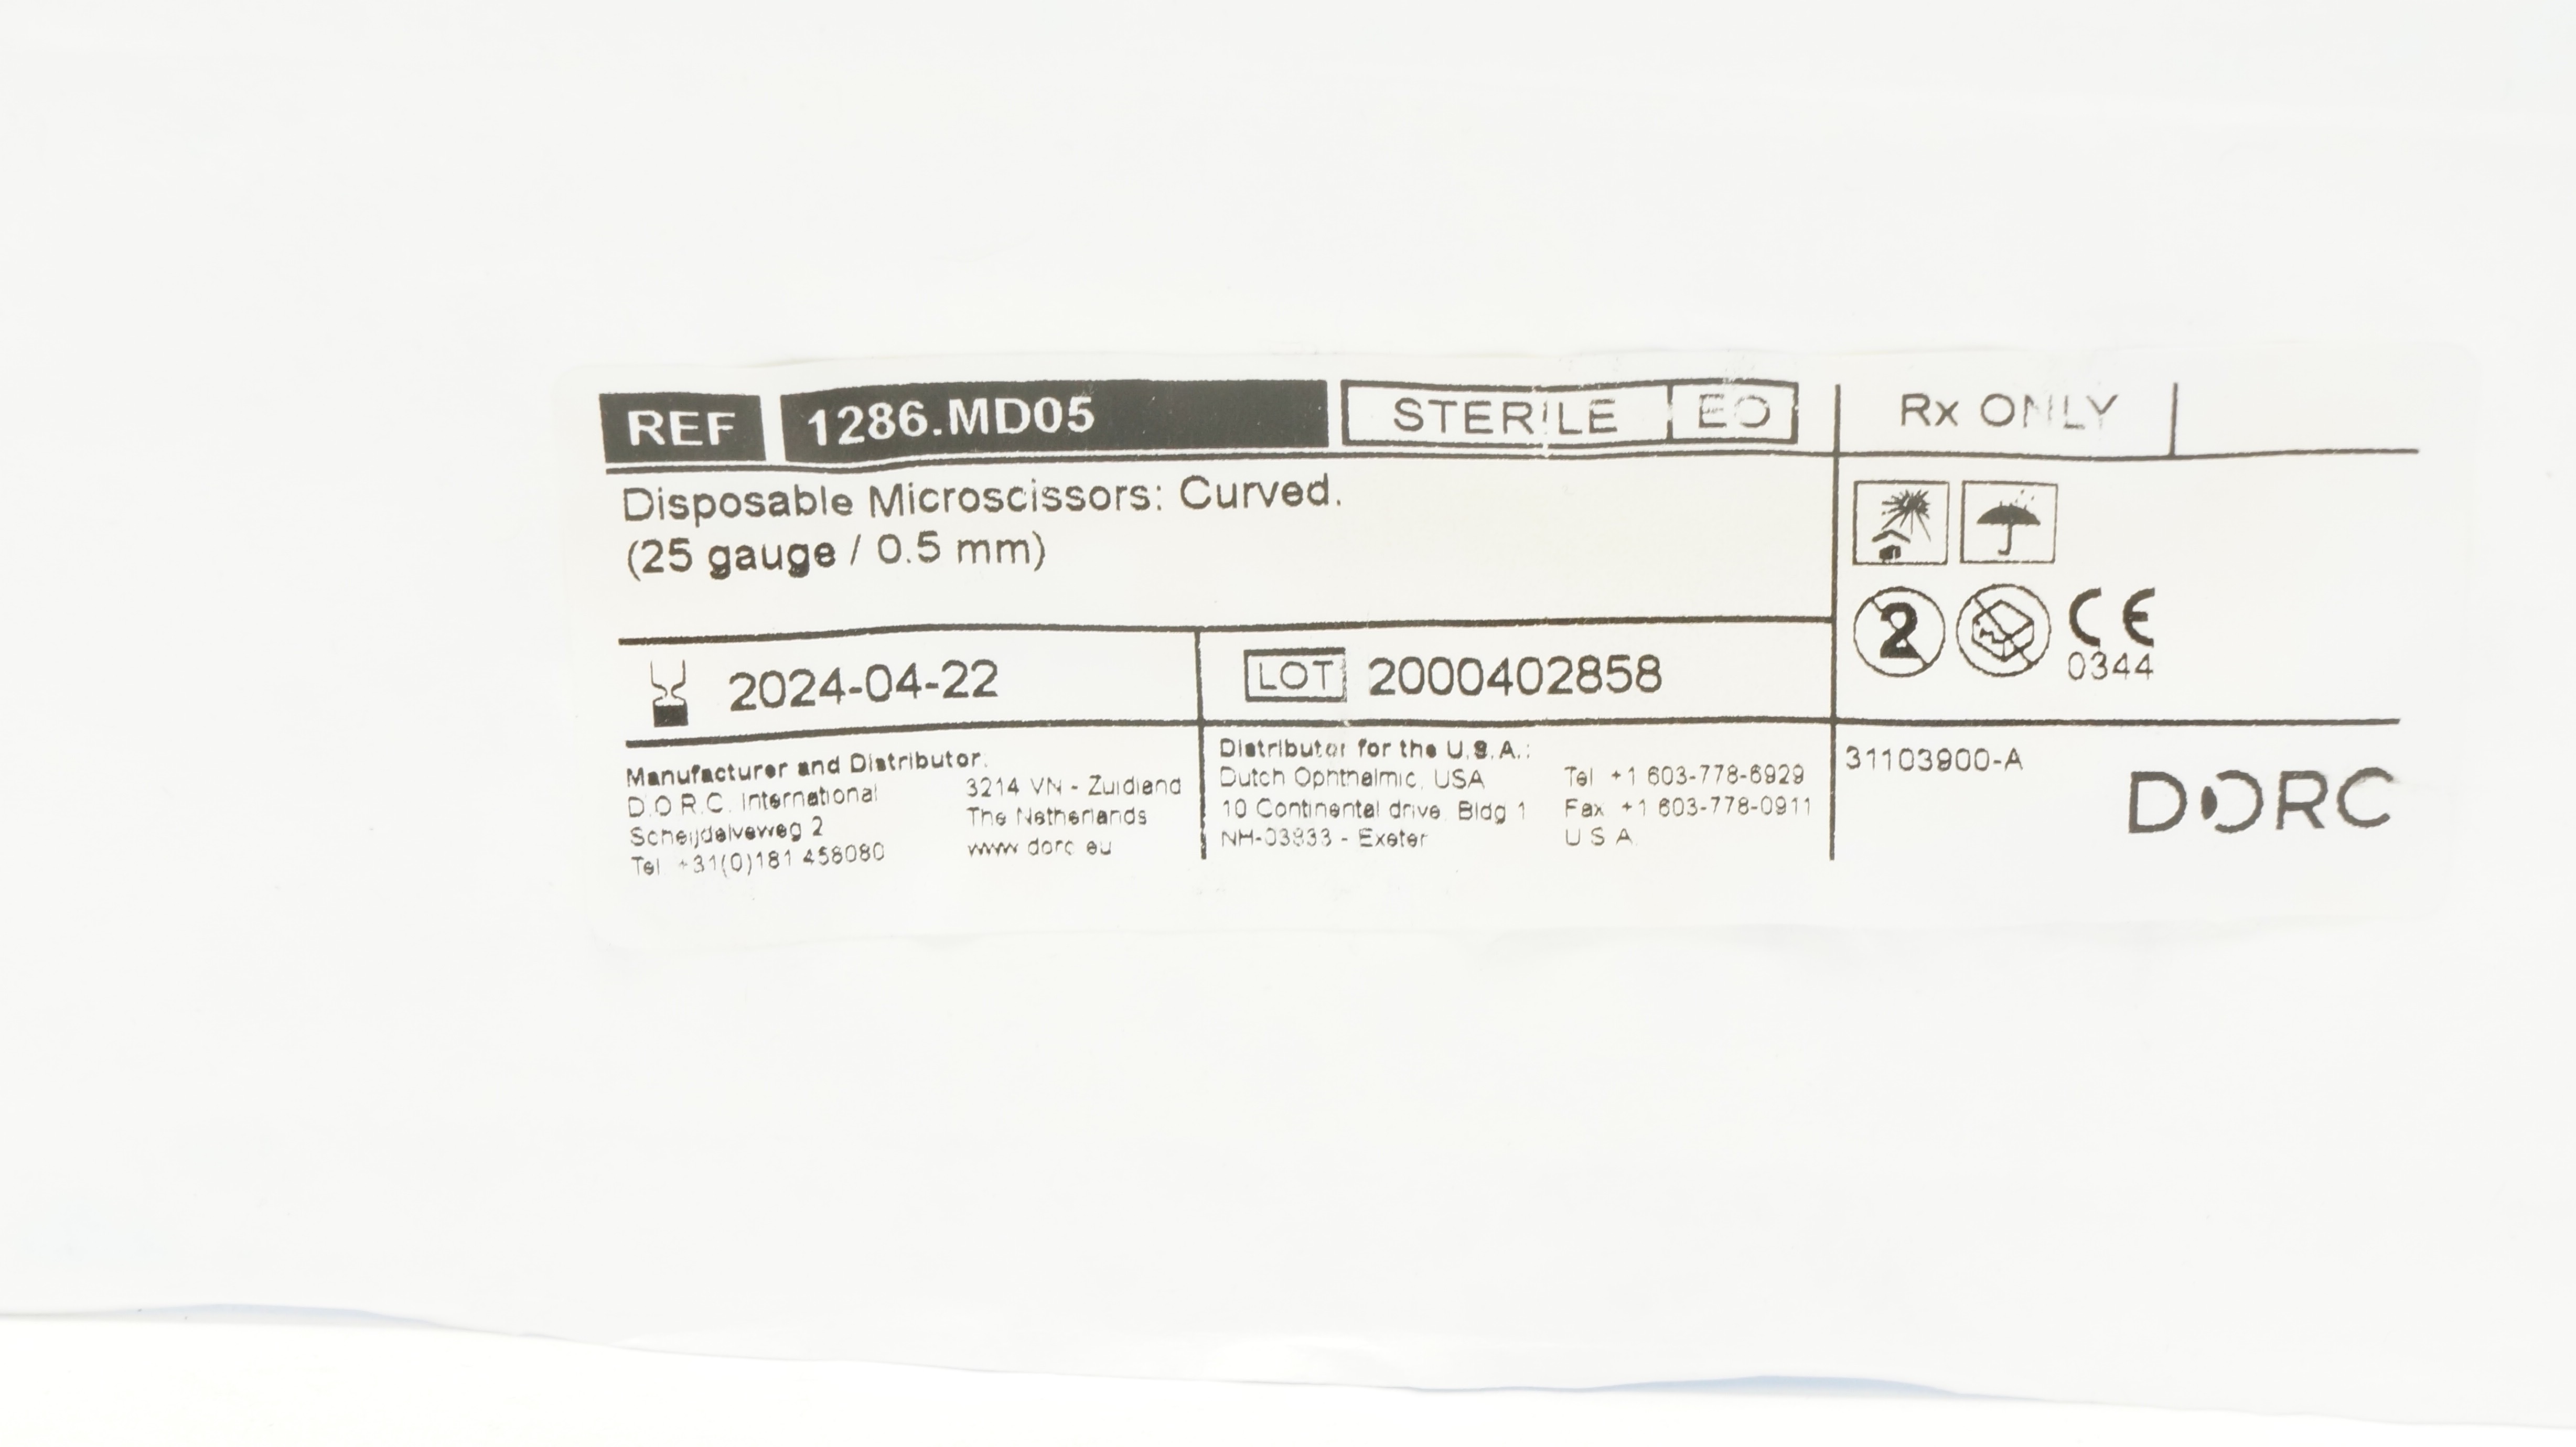 REF 1286.MD05 STERILE EO Rx ONLY
Disposable Microscissors: Curved.
(25 gauge / 0.5 mm)
2
CE
0344
2024-04-22
LOT 2000402858
Manufacturer and Distributor:
D.O.R.C. International
Scheijdelveweg 2
Tel +31(0)181 458080
3214 VN - Zuidland
The Netherlands
www dorc eu
Distributor for the U.S.A.:
Dutch Ophthalmic, USA
10 Continental drive, Bldg 1
NH-03833 - Exeter
Tel +1 603-778-6929
Fax +1 603-778-0911
U S A
31103900-A
DORC